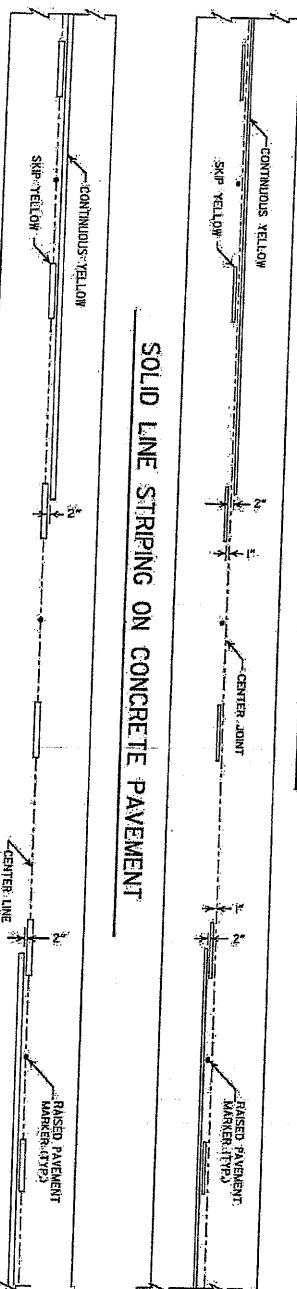 CONTINUOUS YELLOW
SKIP YELLOW
2"
1"
CENTER JOINT
1"
2"
RAISED PAVEMENT
MARKER (TYP.)
SOLID LINE STRIPING ON CONCRETE PAVEMENT
CONTINUOUS YELLOW
SKIP YELLOW
2"
CENTER LINE
2"
RAISED PAVEMENT
MARKER (TYP.)